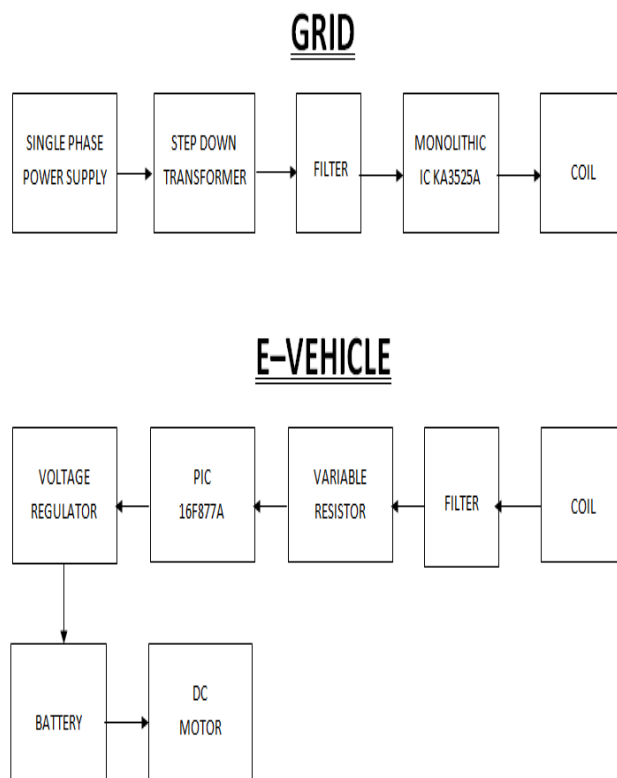 GRID
SINGLE PHASE
POWER SUPPLY
STEP DOWN
TRANSFORMER
FILTER
MONOLITHIC
IC KA3525A
COIL
E–VEHICLE
VOLTAGE
REGULATOR
PIC
16F877A
VARIABLE
RESISTOR
FILTER
COIL
BATTERY
DC
MOTOR